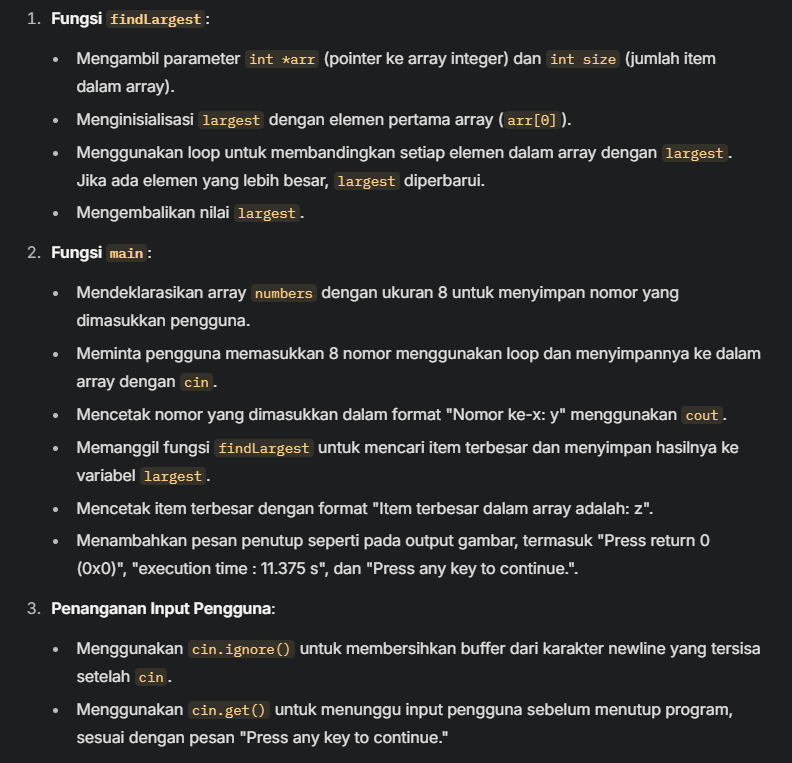 1. Fungsi findLargest:
• Mengambil parameter int *arr (pointer ke array integer) dan int size (jumlah item
dalam array).
• Menginisialisasi largest dengan elemen pertama array (arr[0]).
• Menggunakan loop untuk membandingkan setiap elemen dalam array dengan largest.
Jika ada elemen yang lebih besar, largest diperbarui.
• Mengembalikan nilai largest.
2. Fungsi main:
• Mendeklarasikan array numbers dengan ukuran 8 untuk menyimpan nomor yang
dimasukkan pengguna.
• Meminta pengguna memasukkan 8 nomor menggunakan loop dan menyimpannya ke dalam
array dengan cin.
• Mencetak nomor yang dimasukkan dalam format "Nomor ke-x: y" menggunakan cout.
• Memanggil fungsi findLargest untuk mencari item terbesar dan menyimpan hasilnya ke
variabel largest.
• Mencetak item terbesar dengan format "Item terbesar dalam array adalah: z".
• Menambahkan pesan penutup seperti pada output gambar, termasuk "Press return 0
(0x0)", "execution time : 11.375 s", dan "Press any key to continue.".
3. Penanganan Input Pengguna:
• Menggunakan cin.ignore() untuk membersihkan buffer dari karakter newline yang tersisa
setelah cin.
• Menggunakan cin.get() untuk menunggu input pengguna sebelum menutup program,
sesuai dengan pesan "Press any key to continue."